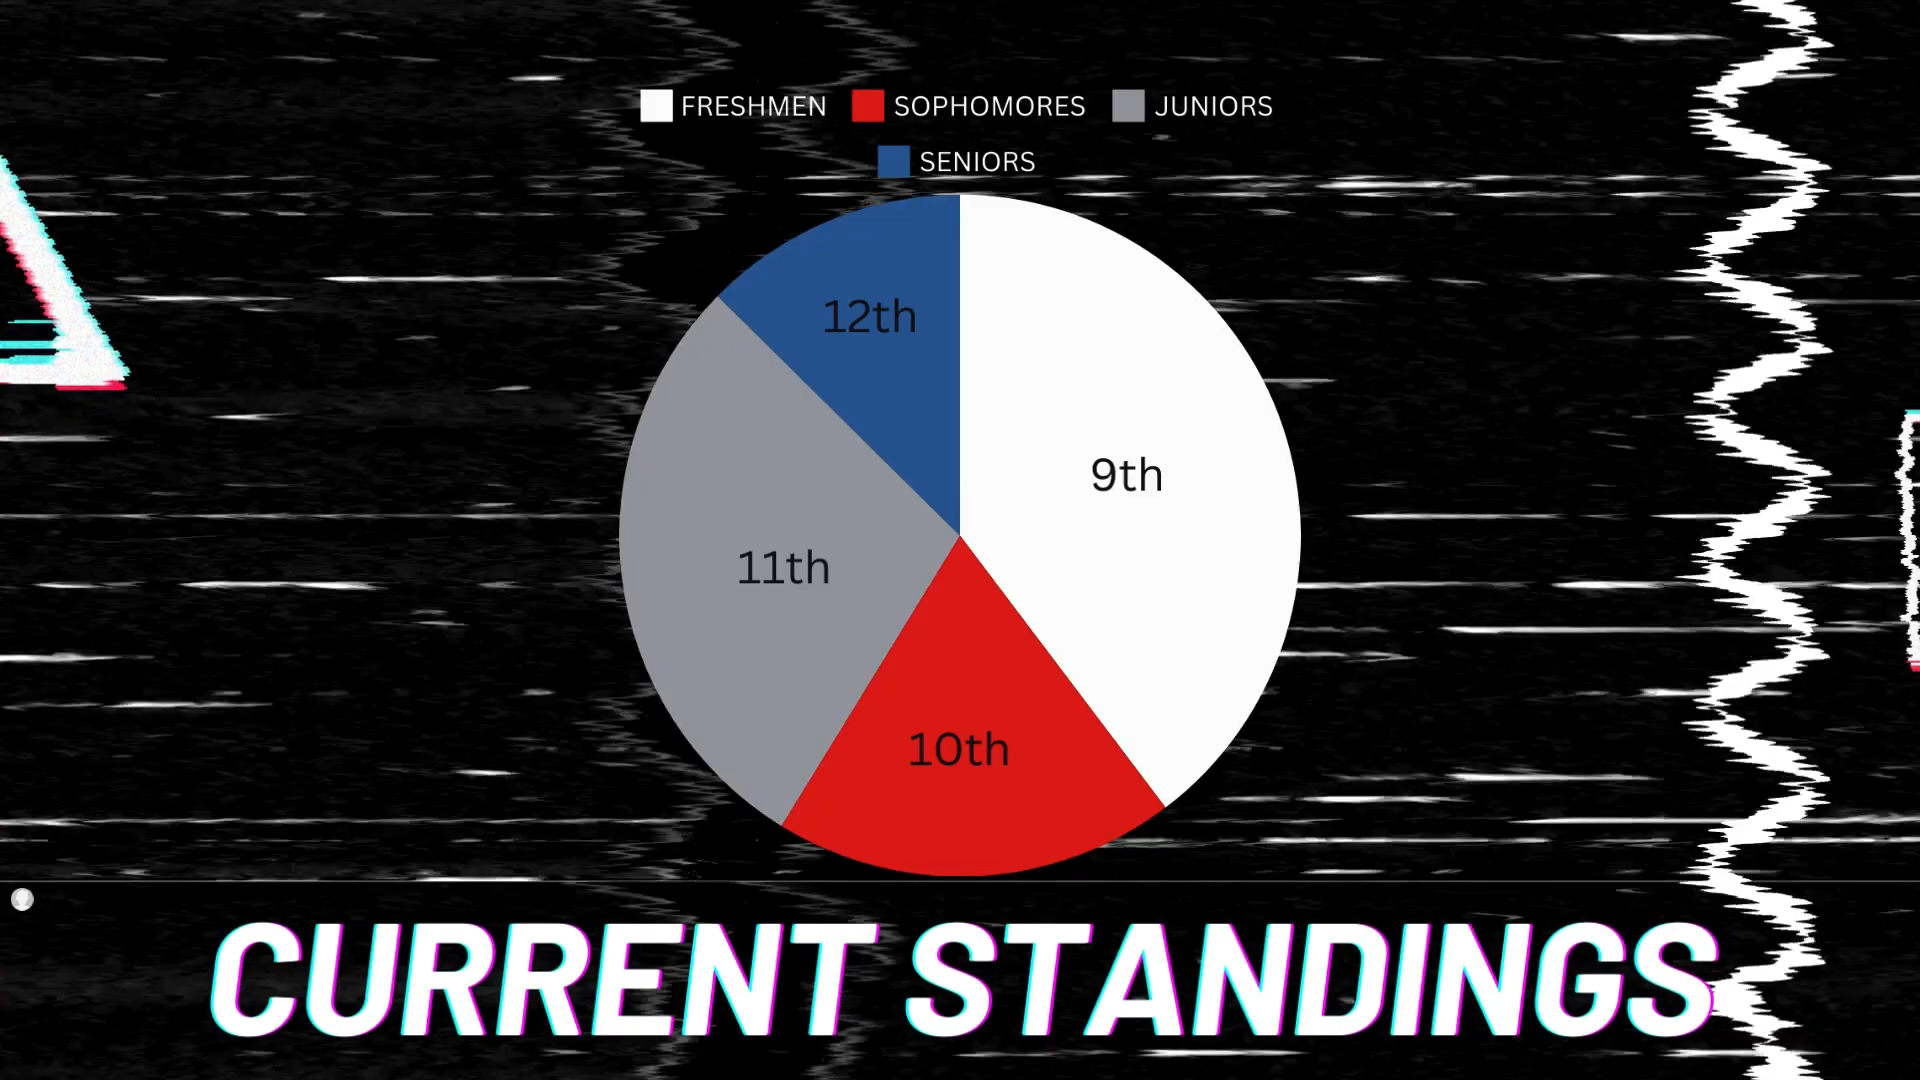 FRESHMEN SOPHOMORES JUNIORS
SENIORS
12th
9th
11th
10th
CURRENT STANDINGS